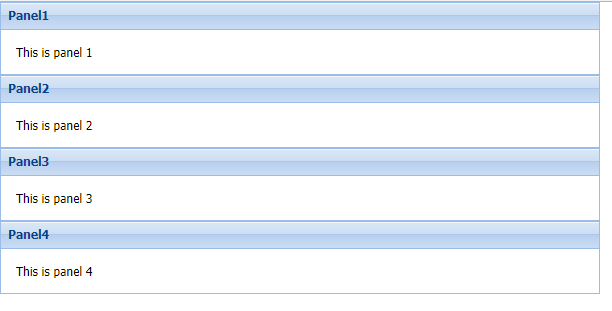 Panel1
This is panel 1
Panel2
This is panel 2
Panel3
This is panel 3
Panel4
This is panel 4